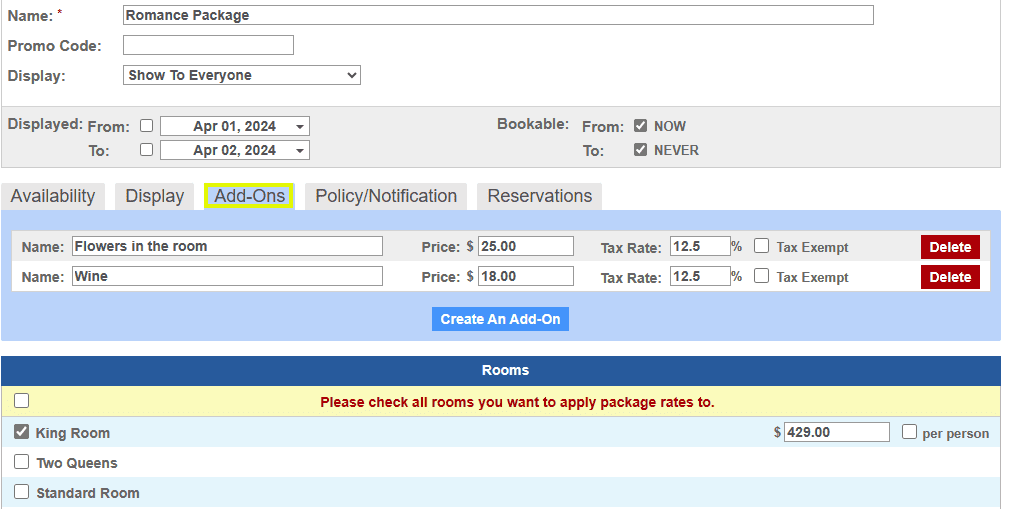 Name: * Romance Package
Promo Code:
Display: Show To Everyone
Displayed: From: Apr 01, 2024 Bookable: From: NOW
To: Apr 02, 2024 To: NEVER
Availability Display Add-Ons Policy/Notification Reservations
Name: Flowers in the room Price: $ 25.00 Tax Rate: 12.5 % Tax Exempt Delete
Name: Wine Price: $ 18.00 Tax Rate: 12.5 % Tax Exempt Delete
Create An Add-On
Rooms
Please check all rooms you want to apply package rates to.
King Room $ 429.00 per person
Two Queens
Standard Room